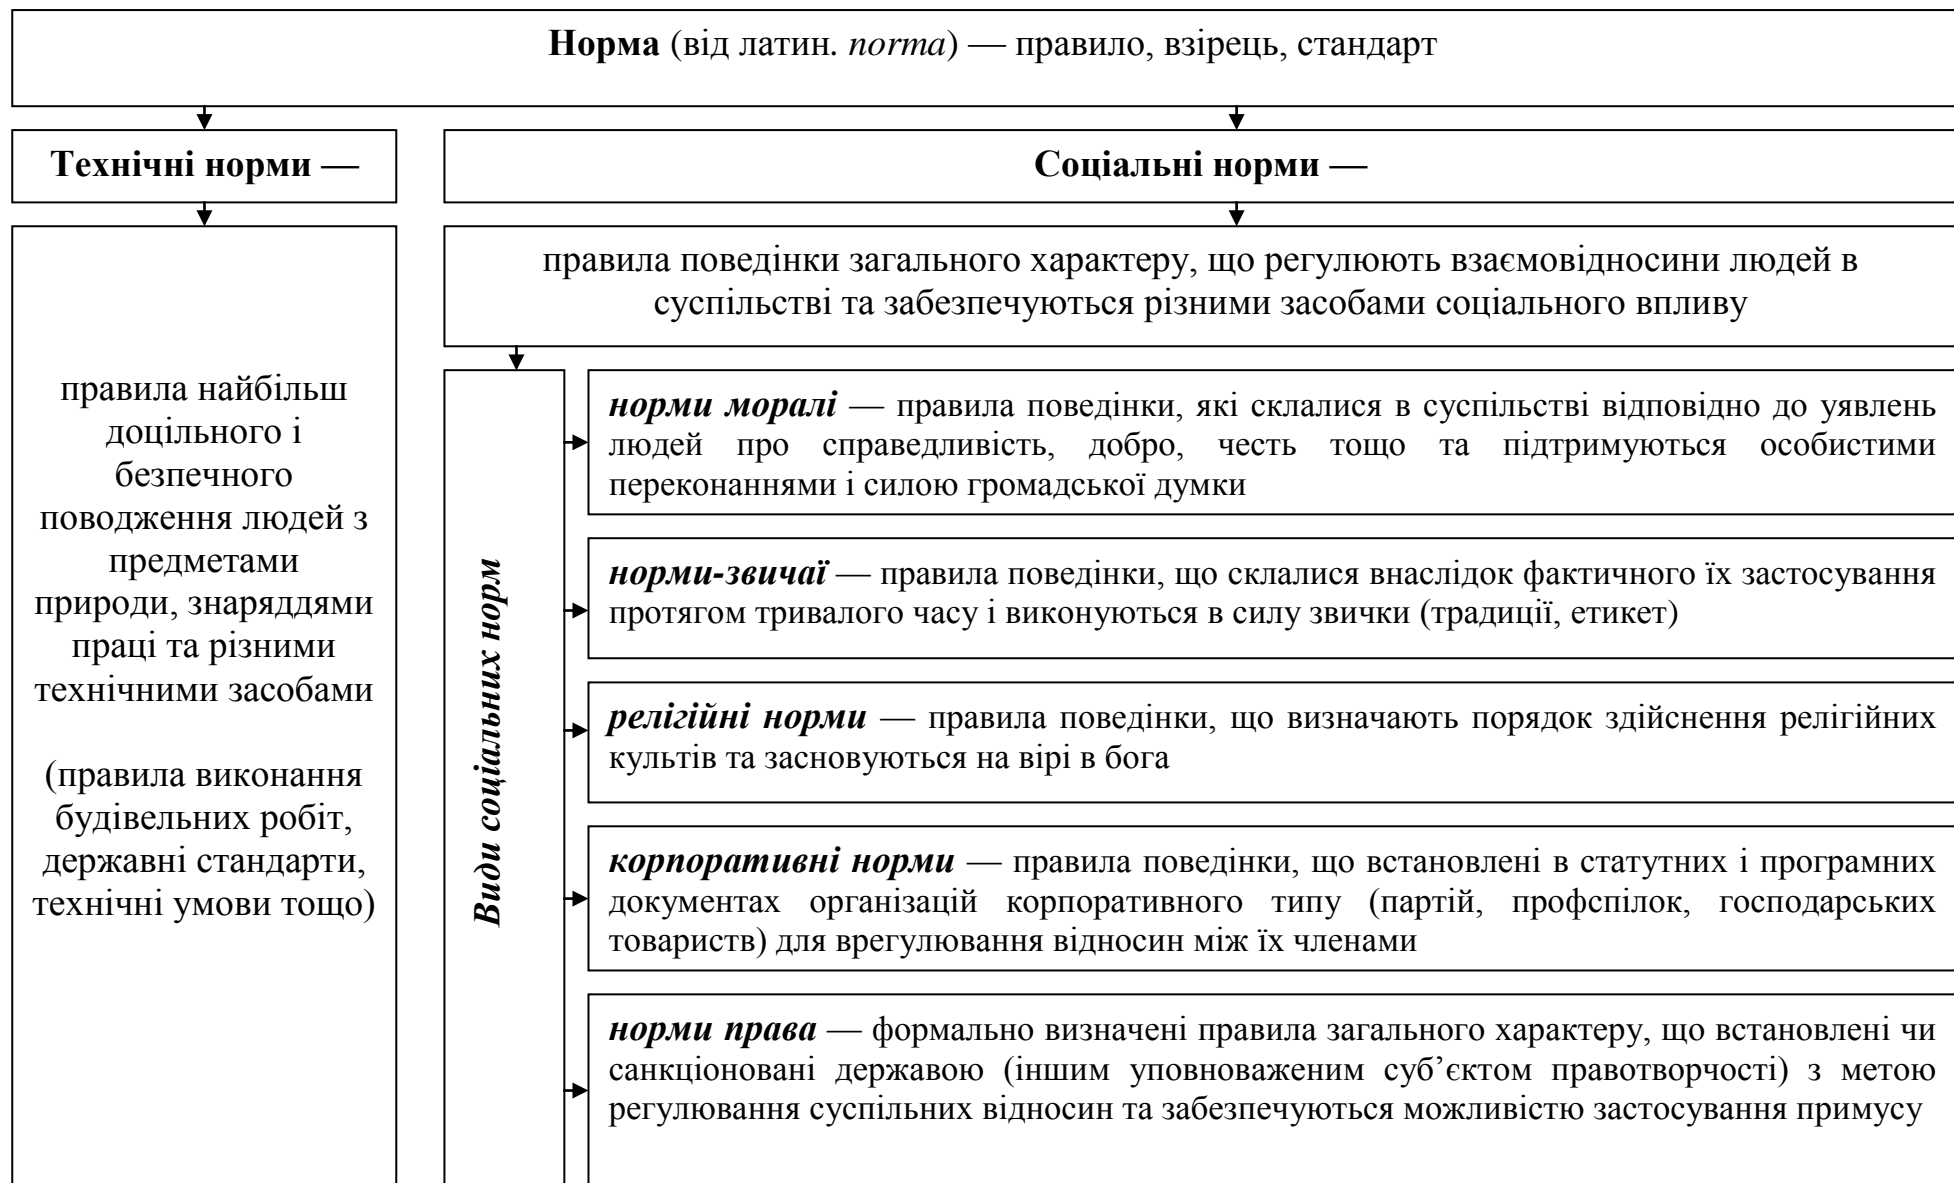 Норма (від латин. norma) — правило, взірець, стандарт
Технічні норми —
правила найбільш
доцільного і
безпечного
поводження людей з
предметами
природи, знаряддями
праці та різними
технічними засобами
(правила виконання
будівельних робіт,
державні стандарти,
технічні умови тощо)
Соціальні норми —
правила поведінки загального характеру, що регулюють взаємовідносини людей в
суспільстві та забезпечуються різними засобами соціального впливу
Види соціальних норм
норми моралі — правила поведінки, які склалися в суспільстві відповідно до уявлень
людей про справедливість, добро, честь тощо та підтримуються особистими
переконаннями і силою громадської думки
норми-звичаї — правила поведінки, що склалися внаслідок фактичного їх застосування
протягом тривалого часу і виконуються в силу звички (традиції, етикет)
релігійні норми — правила поведінки, що визначають порядок здійснення релігійних
культів та засновуються на вірі в бога
корпоративні норми — правила поведінки, що встановлені в статутних і програмних
документах організацій корпоративного типу (партій, профспілок, господарських
товариств) для врегулювання відносин між їх членами
норми права — формально визначені правила загального характеру, що встановлені чи
санкціоновані державою (іншим уповноваженим суб’єктом правотворчості) з метою
регулювання суспільних відносин та забезпечуються можливістю застосування примусу